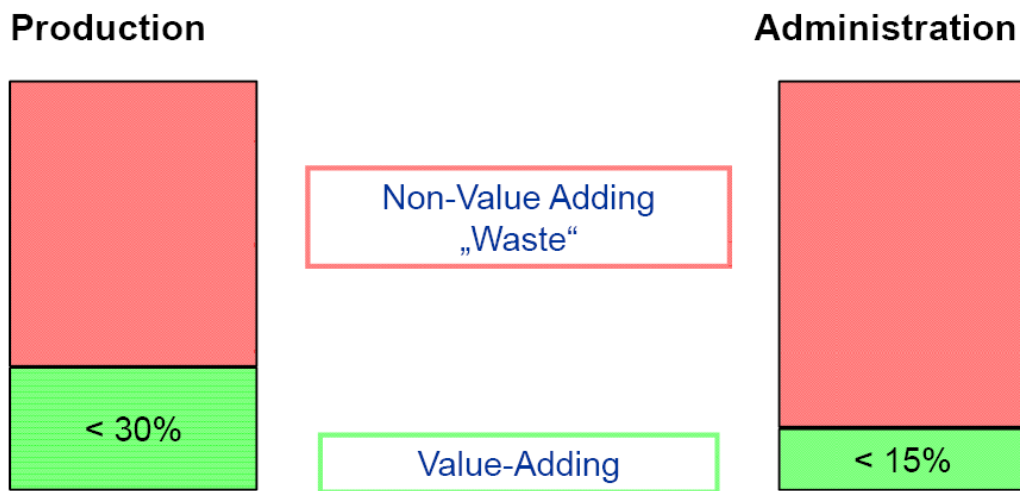 Production
Administration
Non-Value Adding
„Waste“
< 30%
Value-Adding
< 15%